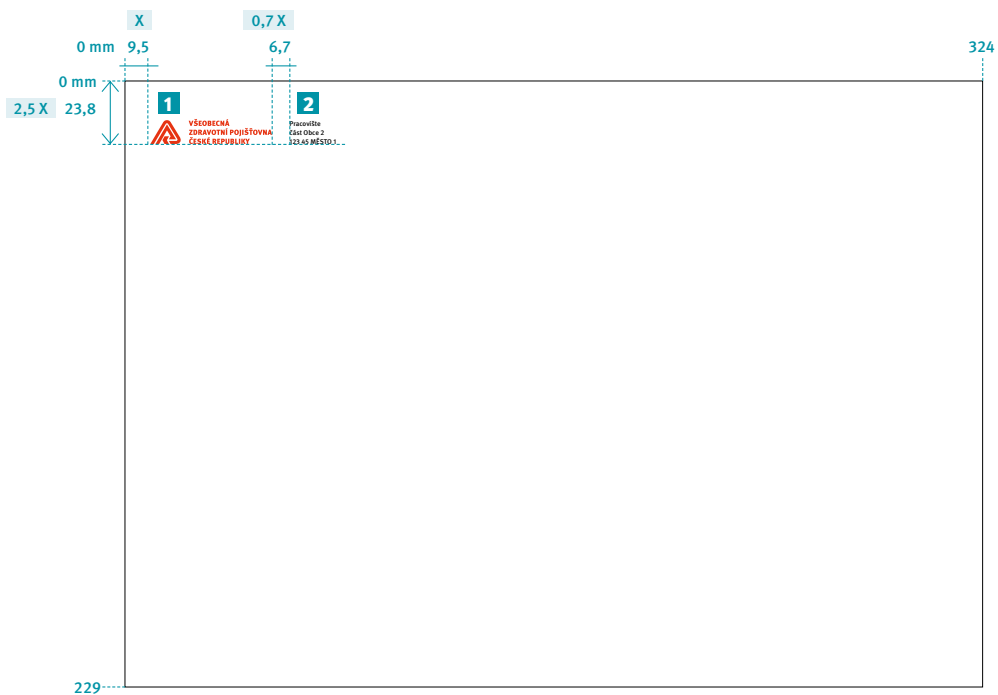 X 0,7 X
0 mm 9,5 6,7 324
0 mm
2,5 X 23,8
1 2
VŠEOBECNÁ
ZDRAVOTNÍ POJIŠŤOVNA
ČESKÉ REPUBLIKY
Pracoviště
Část Obce 2
123 45 MĚSTO 1
229